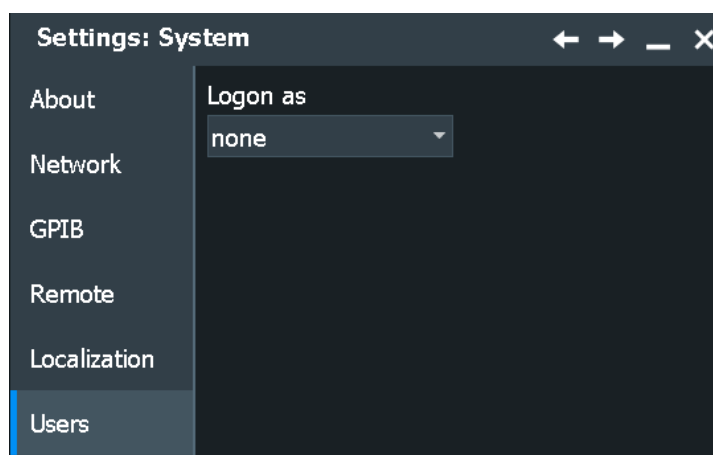 Settings: System
About
Network
GPIB
Remote
Localization
Users
Logon as
none